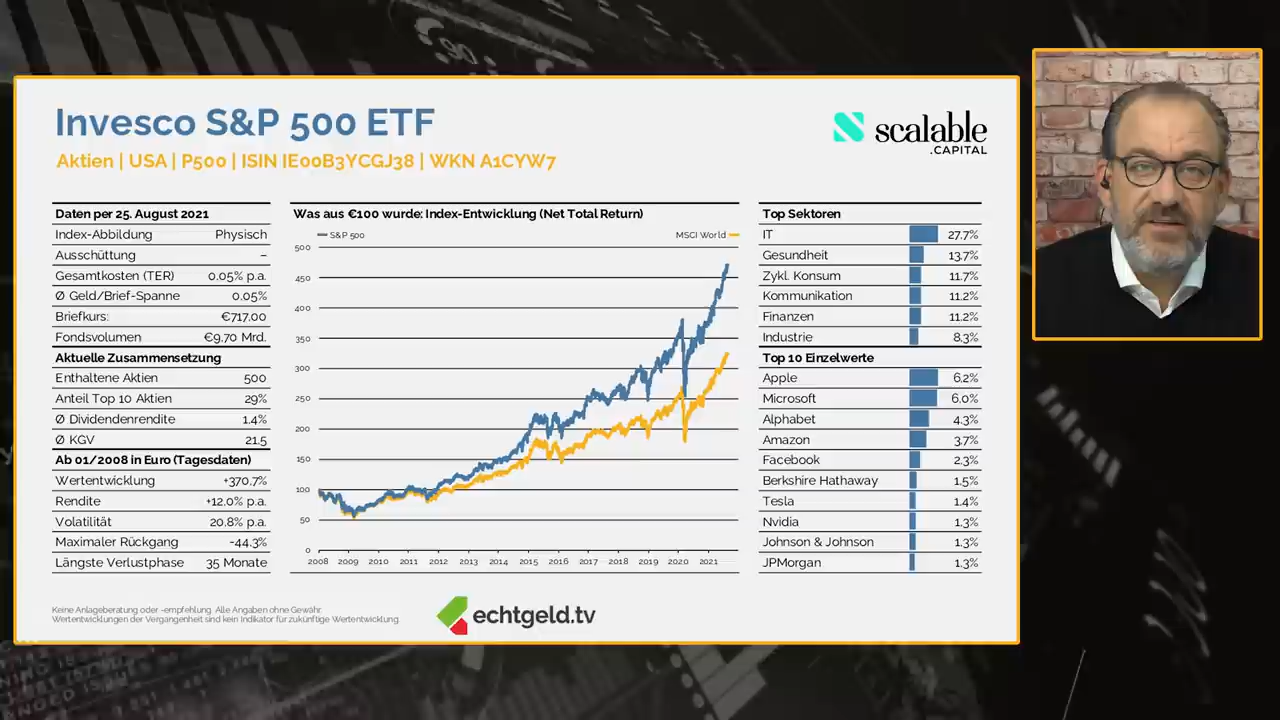 Invesco S&P 500 ETF
Aktien | USA | P500 | ISIN IE00B3YCGJ38 | WKN A1CYW7
scalable
.CAPITAL
Daten per 25. August 2021
Index-Abbildung Physisch
Ausschüttung –
Gesamtkosten (TER) 0,05% p.a.
Ø Geld/Brief-Spanne 0.05%
Briefkurs: €717.00
Fondsvolumen €9,70 Mrd.
Aktuelle Zusammensetzung
Enthaltene Aktien 500
Anteil Top 10 Aktien 29%
Ø Dividendenrendite 1.4%
Ø KGV 21,5
Ab 01/2008 in Euro (Tagesdaten)
Wertentwicklung +370.7%
Rendite +12.0% p.a.
Volatilität 20.8% p.a.
Maximaler Rückgang -44.3%
Längste Verlustphase 35 Monate
Was aus €100 wurde: Index-Entwicklung (Net Total Return)
S&P 500 MSCI World
500
450
400
350
300
250
200
150
100
50
0
2008 2009 2010 2011 2012 2013 2014 2015 2016 2017 2018 2019 2020 2021
Top Sektoren
IT 27.7%
Gesundheit 13.7%
Zykl. Konsum 11.7%
Kommunikation 11.2%
Finanzen 11.2%
Industrie 8.3%
Top 10 Einzelwerte
Apple 6.2%
Microsoft 6.0%
Alphabet 4.3%
Amazon 3.7%
Facebook 2.3%
Berkshire Hathaway 1.5%
Tesla 1.4%
Nvidia 1.3%
Johnson & Johnson 1.3%
JPMorgan 1.3%
Keine Anlageberatung oder -empfehlung. Alle Angaben ohne Gewähr.
Wertentwicklungen der Vergangenheit sind kein Indikator für zukünftige Wertentwicklung.
echtgeld.tv